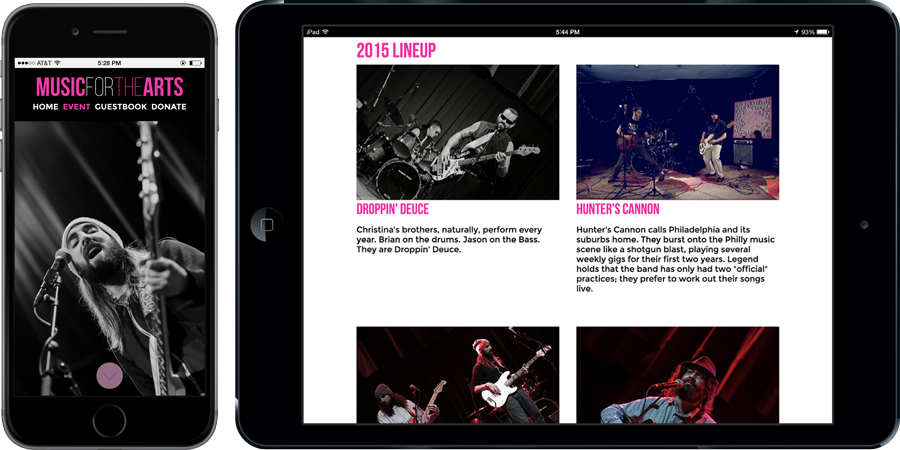 AT&T
5:28 PM
MUSICFORTHEARTS
HOME EVENT GUESTBOOK DONATE
iPad
5:44 PM
93%
2015 LINEUP
DROPPIN' DEUCE
Christina's brothers, naturally, perform every
year. Brian on the drums. Jason on the Bass.
They are Droppin' Deuce.
HUNTER'S CANNON
Hunter's Cannon calls Philadelphia and its
suburbs home. They burst onto the Philly music
scene like a shotgun blast, playing several
weekly gigs for their first two years. Legend
holds that the band has only had two "official"
practices; they prefer to work out their songs
live.